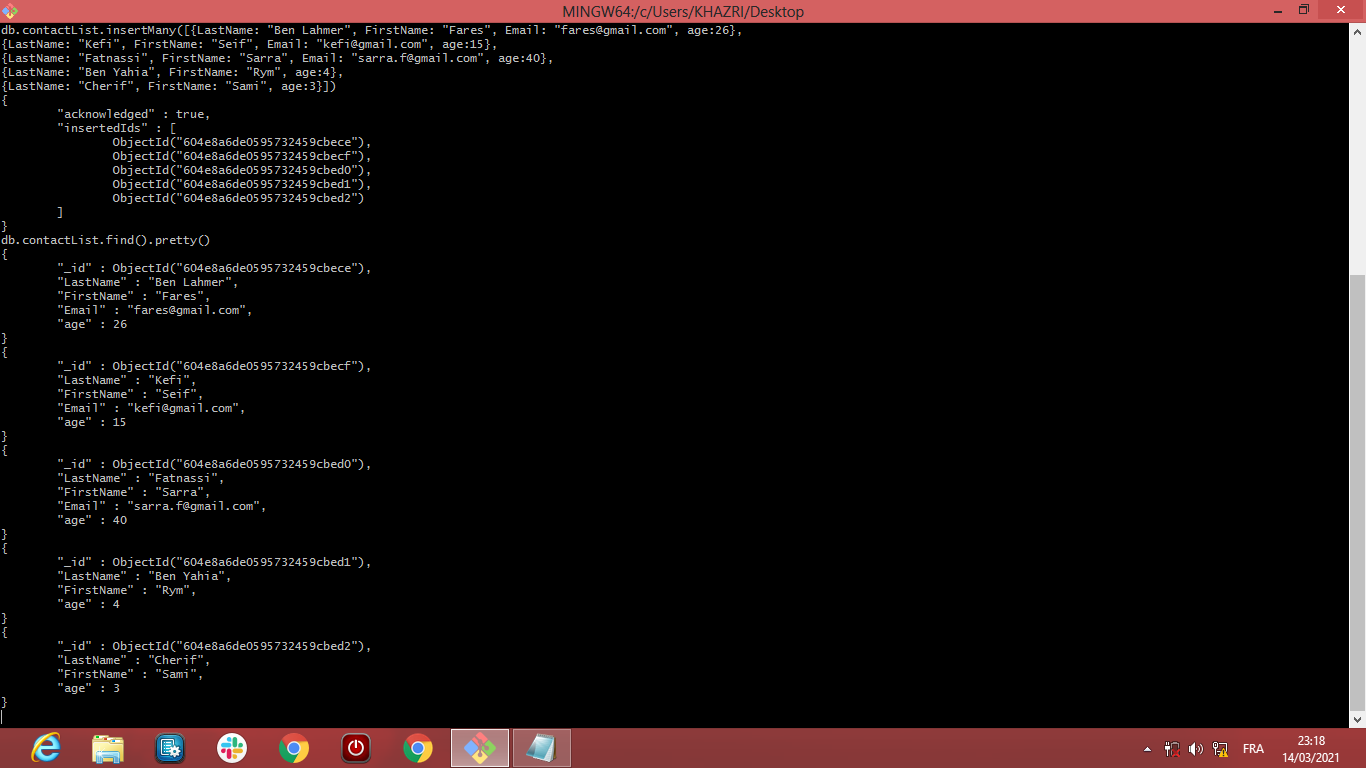 MINGW64:/c/Users/KHAZRI/Desktop
db.contactList.insertMany([{LastName: "Ben Lahmer", FirstName: "Fares", Email: "fares@gmail.com", age:26},
{LastName: "Kefi", FirstName: "Seif", Email: "kefi@gmail.com", age:15},
{LastName: "Fatnassi", FirstName: "Sarra", Email: "sarra.f@gmail.com", age:40},
{LastName: "Ben Yahia", FirstName: "Rym", age:4},
{LastName: "Cherif", FirstName: "Sami", age:3}])
{
        "acknowledged" : true,
        "insertedIds" : [
                ObjectId("604e8a6de0595732459cbece"),
                ObjectId("604e8a6de0595732459cbecf"),
                ObjectId("604e8a6de0595732459cbed0"),
                ObjectId("604e8a6de0595732459cbed1"),
                ObjectId("604e8a6de0595732459cbed2")
        ]
}
db.contactList.find().pretty()
{
        "_id" : ObjectId("604e8a6de0595732459cbece"),
        "LastName" : "Ben Lahmer",
        "FirstName" : "Fares",
        "Email" : "fares@gmail.com",
        "age" : 26
}
{
        "_id" : ObjectId("604e8a6de0595732459cbecf"),
        "LastName" : "Kefi",
        "FirstName" : "Seif",
        "Email" : "kefi@gmail.com",
        "age" : 15
}
{
        "_id" : ObjectId("604e8a6de0595732459cbed0"),
        "LastName" : "Fatnassi",
        "FirstName" : "Sarra",
        "Email" : "sarra.f@gmail.com",
        "age" : 40
}
{
        "_id" : ObjectId("604e8a6de0595732459cbed1"),
        "LastName" : "Ben Yahia",
        "FirstName" : "Rym",
        "age" : 4
}
{
        "_id" : ObjectId("604e8a6de0595732459cbed2"),
        "LastName" : "Cherif",
        "FirstName" : "Sami",
        "age" : 3
}
FRA
23:18
14/03/2021